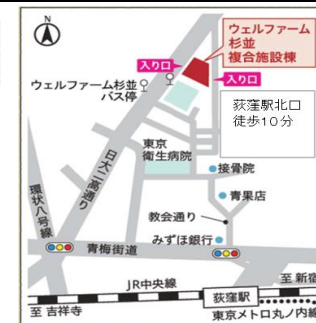 N
ウェルファーム
杉並
複合施設棟
入り口
入り口
ウェルファーム杉並
バス停
荻窪駅北口
徒歩10分
東京
衛生病院
日大二高通り
接骨院
環状八号線
青果店
教会通り
みずほ銀行
青梅街道
JR中央線
至 新宿
荻窪駅
至 吉祥寺
東京メトロ丸ノ内線